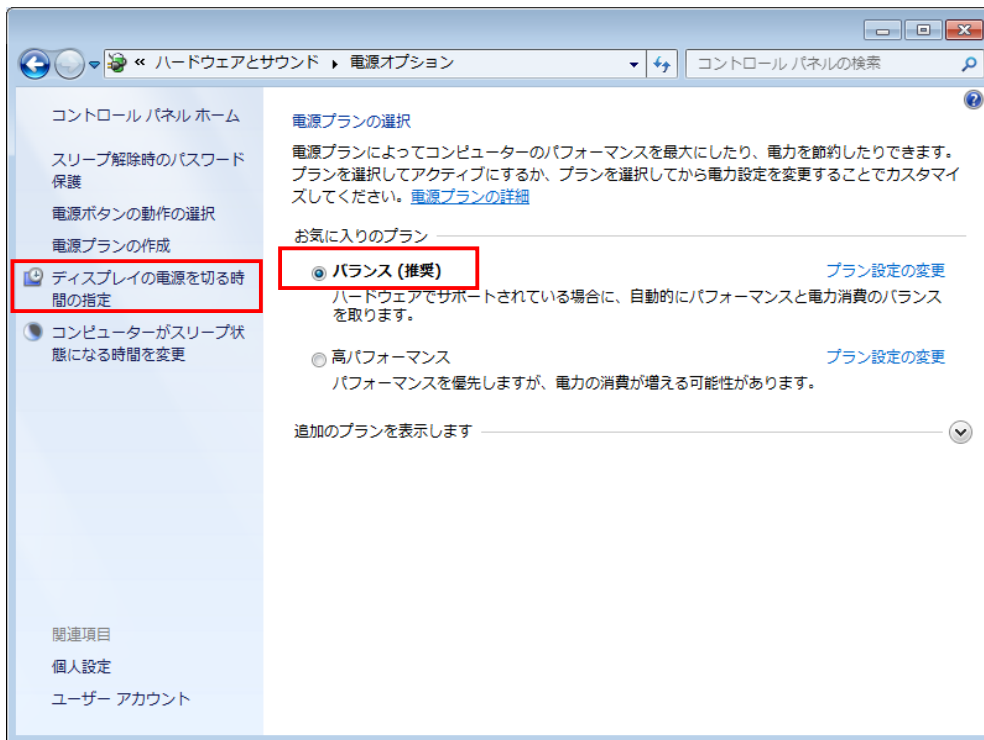 « ハードウェアとサウンド ▸ 電源オプション
コントロール パネルの検索
コントロール パネル ホーム
スリープ解除時のパスワード
保護
電源ボタンの動作の選択
電源プランの作成
ディスプレイの電源を切る時
間の指定
コンピューターがスリープ状
態になる時間を変更
関連項目
個人設定
ユーザー アカウント
電源プランの選択
電源プランによってコンピューターのパフォーマンスを最大にしたり、電力を節約したりできます。
プランを選択してアクティブにするか、プランを選択してから電力設定を変更することでカスタマイ
ズしてください。電源プランの詳細
お気に入りのプラン
バランス (推奨) プラン設定の変更
ハードウェアでサポートされている場合に、自動的にパフォーマンスと電力消費のバランス
を取ります。
高パフォーマンス プラン設定の変更
パフォーマンスを優先しますが、電力の消費が増える可能性があります。
追加のプランを表示します